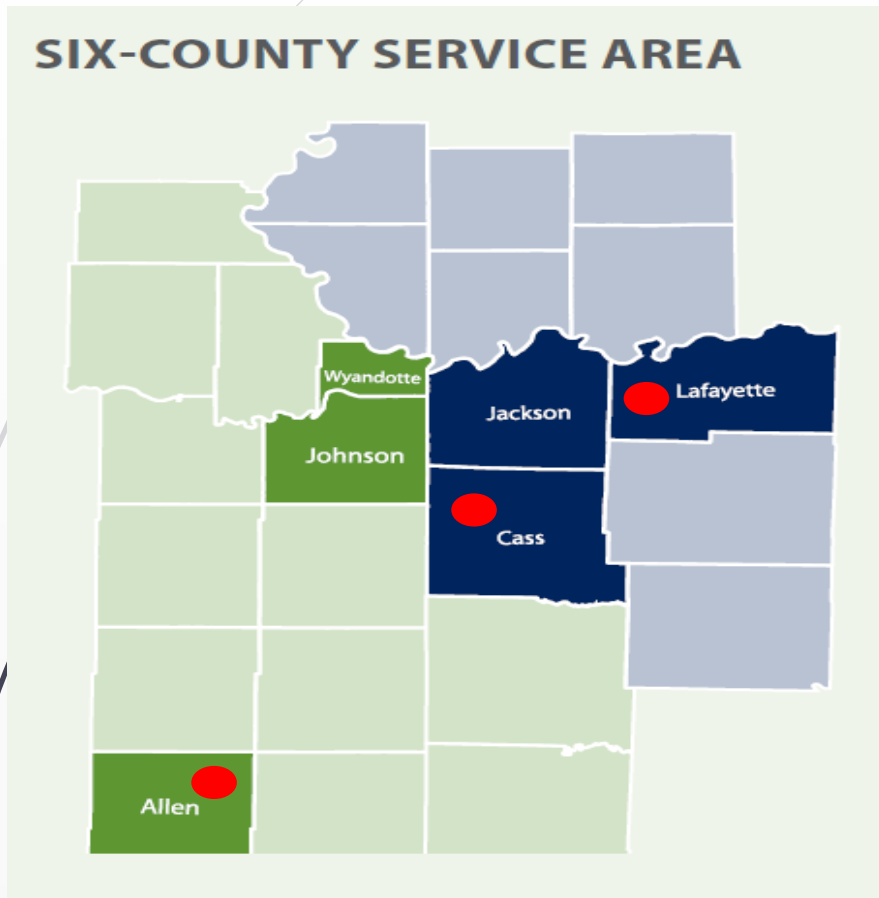 SIX-COUNTY SERVICE AREA
Wyandotte
Lafayette
Jackson
Johnson
Cass
Allen